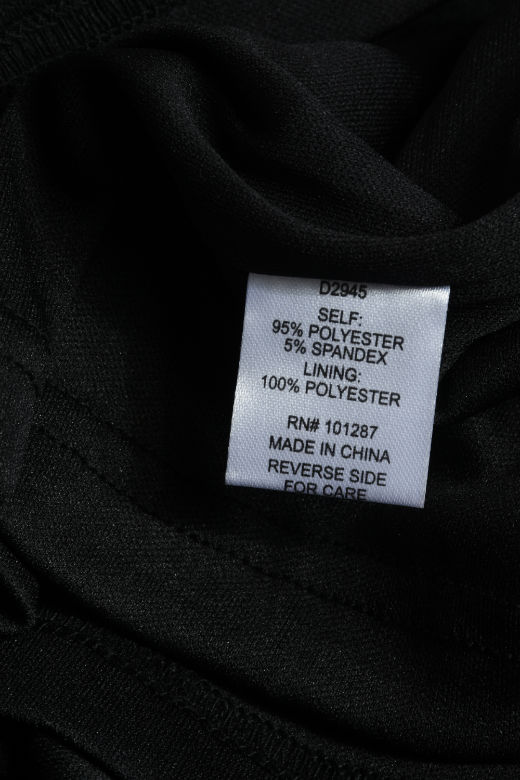 D2945
SELF:
95% POLYESTER
5% SPANDEX
LINING:
100% POLYESTER
RN# 101287
MADE IN CHINA
REVERSE SIDE
FOR CARE